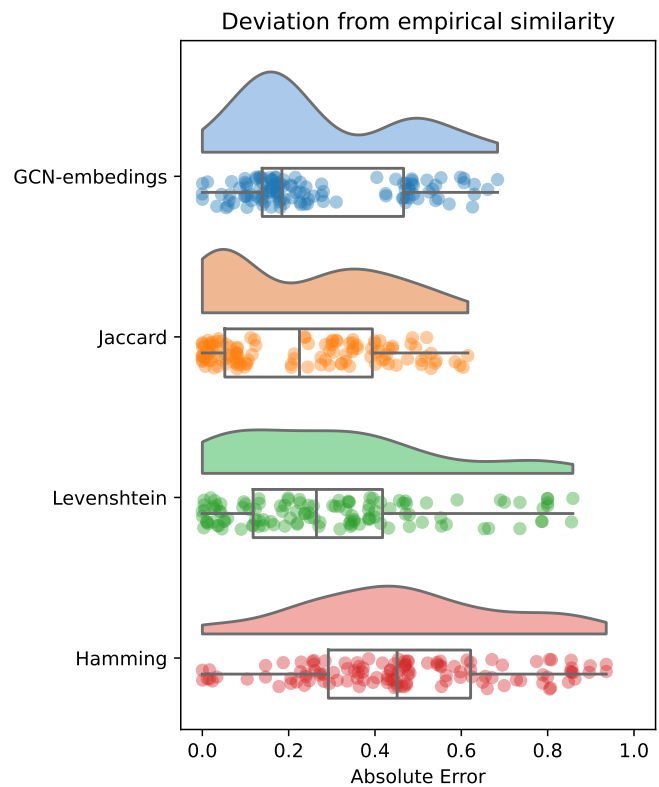 Deviation from empirical similarity
GCN-embedings
Jaccard
Levenshtein
Hamming
0.0 0.2 0.4 0.6 0.8 1.0
Absolute Error